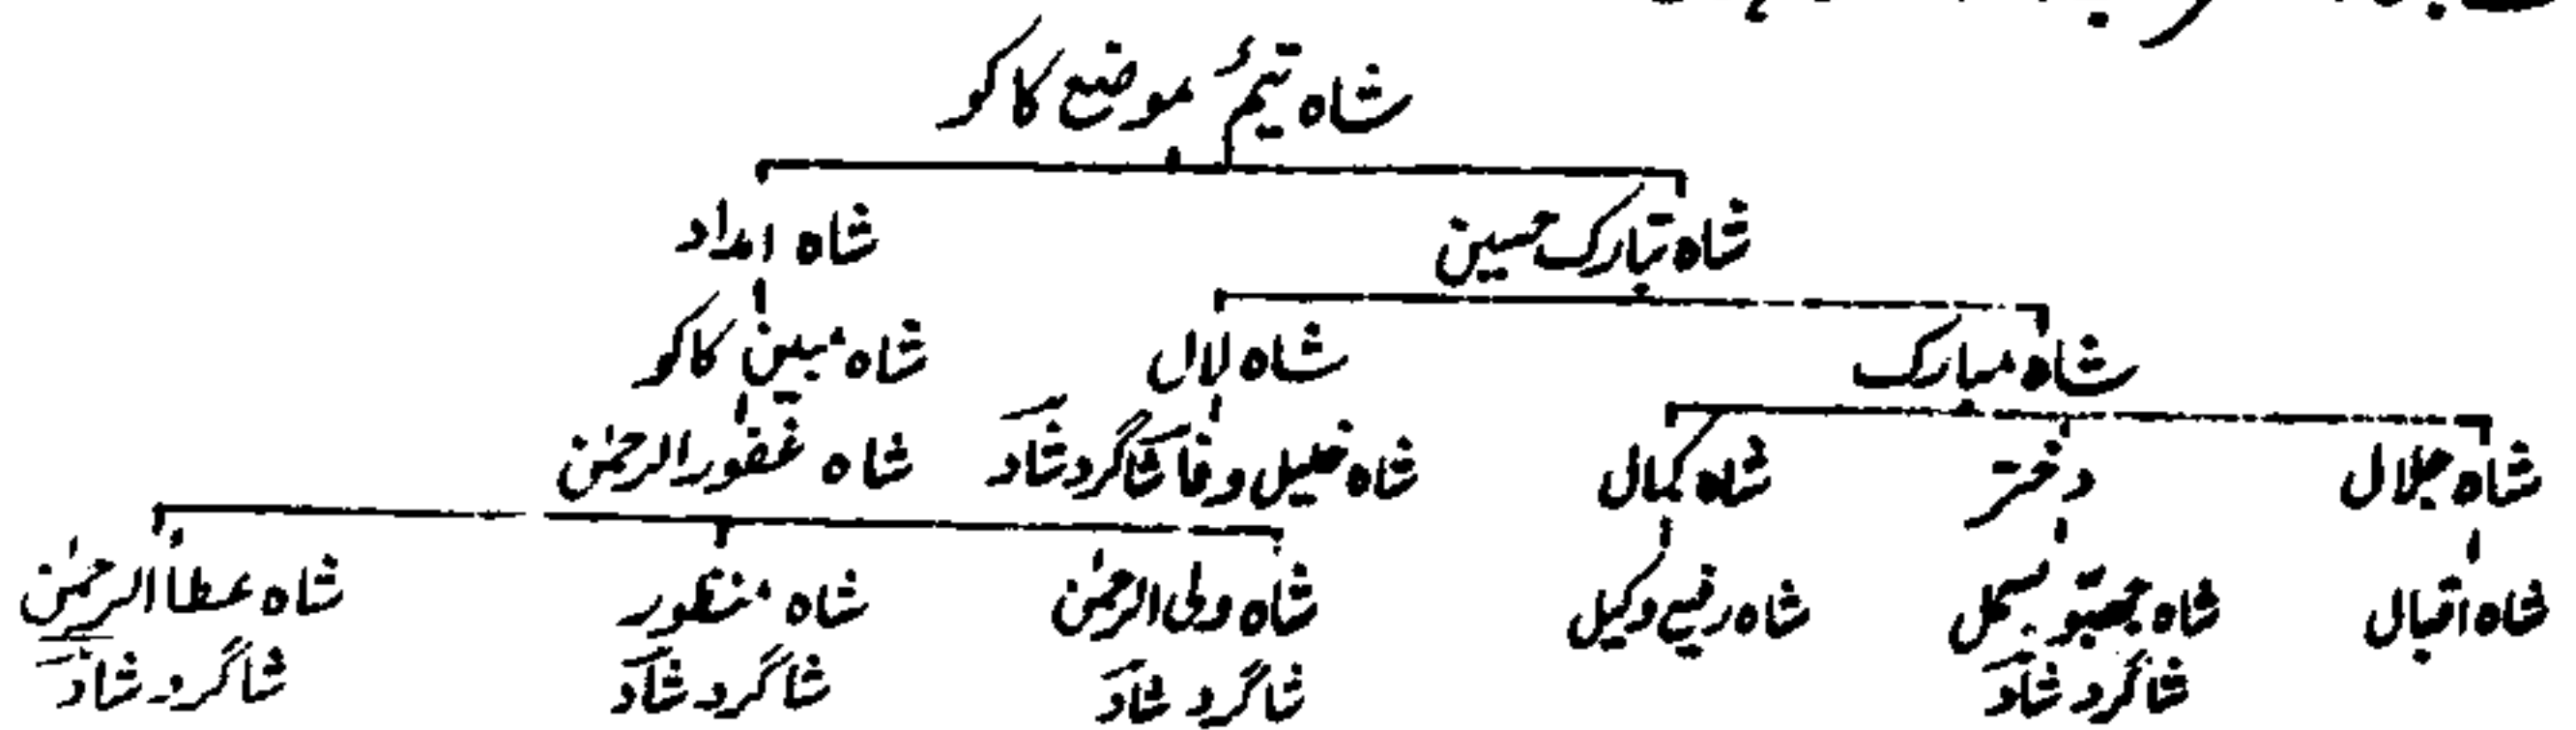 شاہ تیمؒ موضع کاکو
شاہ تبارک حسین شاہ امداد
شاہ مبارک شاہ لال شاہ مبین کاکو
شاہ جلال دختر شاہ کمال شاہ خلیل وفا شاگرد شاد شاہ غفور الرحمٰن
شاہ اقبال شاہ بسمل شاہ رفیع وکیل شاہ ولی الرحمٰن شاہ منظور شاہ عطأ الرحمٰن
شاگرد شاد شاگرد شاد شاگرد شاد شاگرد شاد